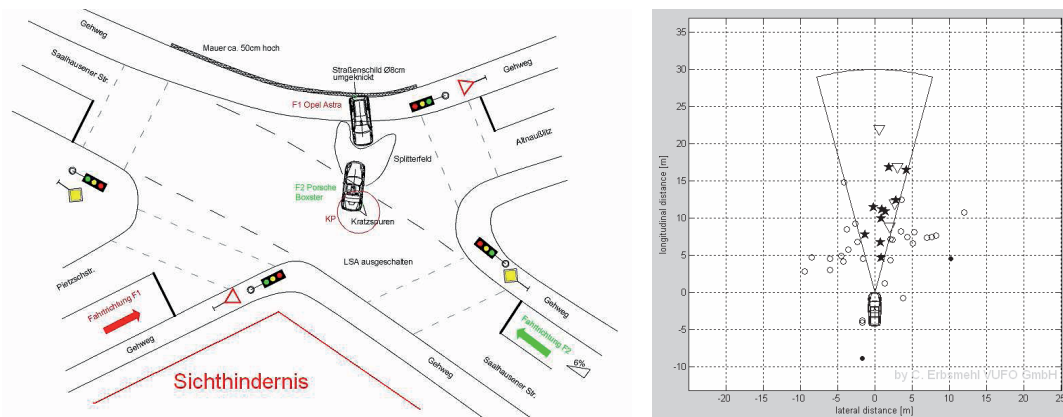 Gehweg
Saalhausener Str.
Mauer ca. 50cm hoch
Straßenschild Ø8cm
umgeknickt
Gehweg
F1 Opel Astra
Altnaußlitz
Splitterfeld
F2 Porsche
Boxster
KP
Kratzspuren
LSA ausgeschalten
Pietzschstr.
Fahrtrichtung F1
Gehweg
Gehweg
Fahrtrichtung F2
6%
Saalhausener Str.
Gehweg
Sichthindernis
longitudinal distance [m]
35
30
25
20
15
10
5
0
-5
-10
by C. Erbsmehl VUFO GmbH
-25 -20 -15 -10 -5 0 5 10 15 20 25
lateral distance [m]